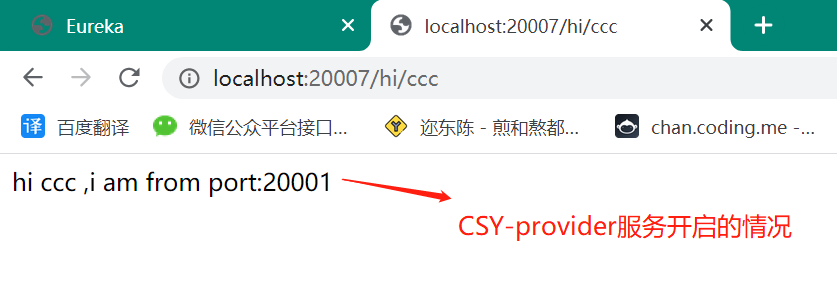 Eureka
localhost:20007/hi/ccc
localhost:20007/hi/ccc
译 百度翻译 微信公众平台接口... 迩东陈 - 煎和熬都... chan.coding.me -...
hi ccc ,i am from port:20001
CSY-provider服务开启的情况